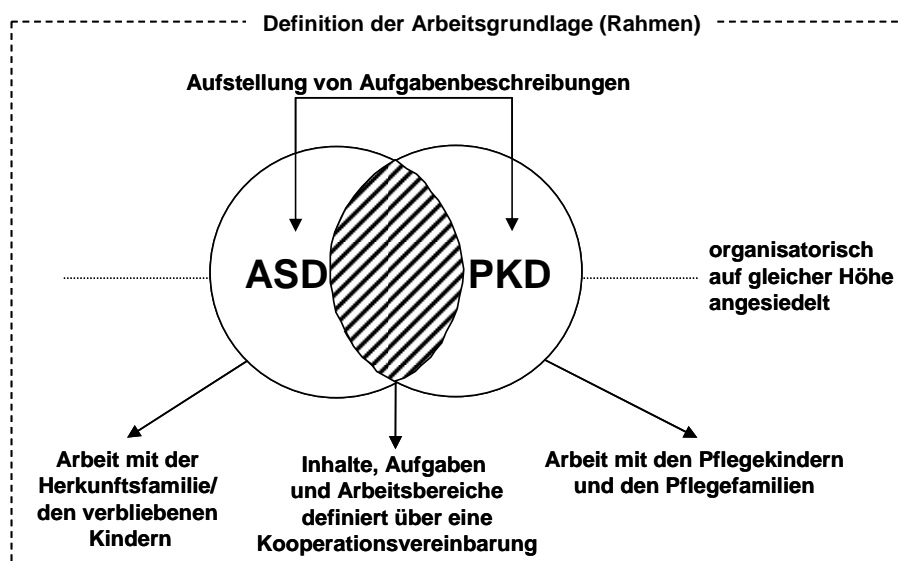 Definition der Arbeitsgrundlage (Rahmen)
Aufstellung von Aufgabenbeschreibungen
ASD
PKD
organisatorisch
auf gleicher Höhe
angesiedelt
Arbeit mit der
Herkunftsfamilie/
den verbliebenen
Kindern
Inhalte, Aufgaben
und Arbeitsbereiche
definiert über eine
Kooperationsvereinbarung
Arbeit mit den Pflegekindern
und den Pflegefamilien